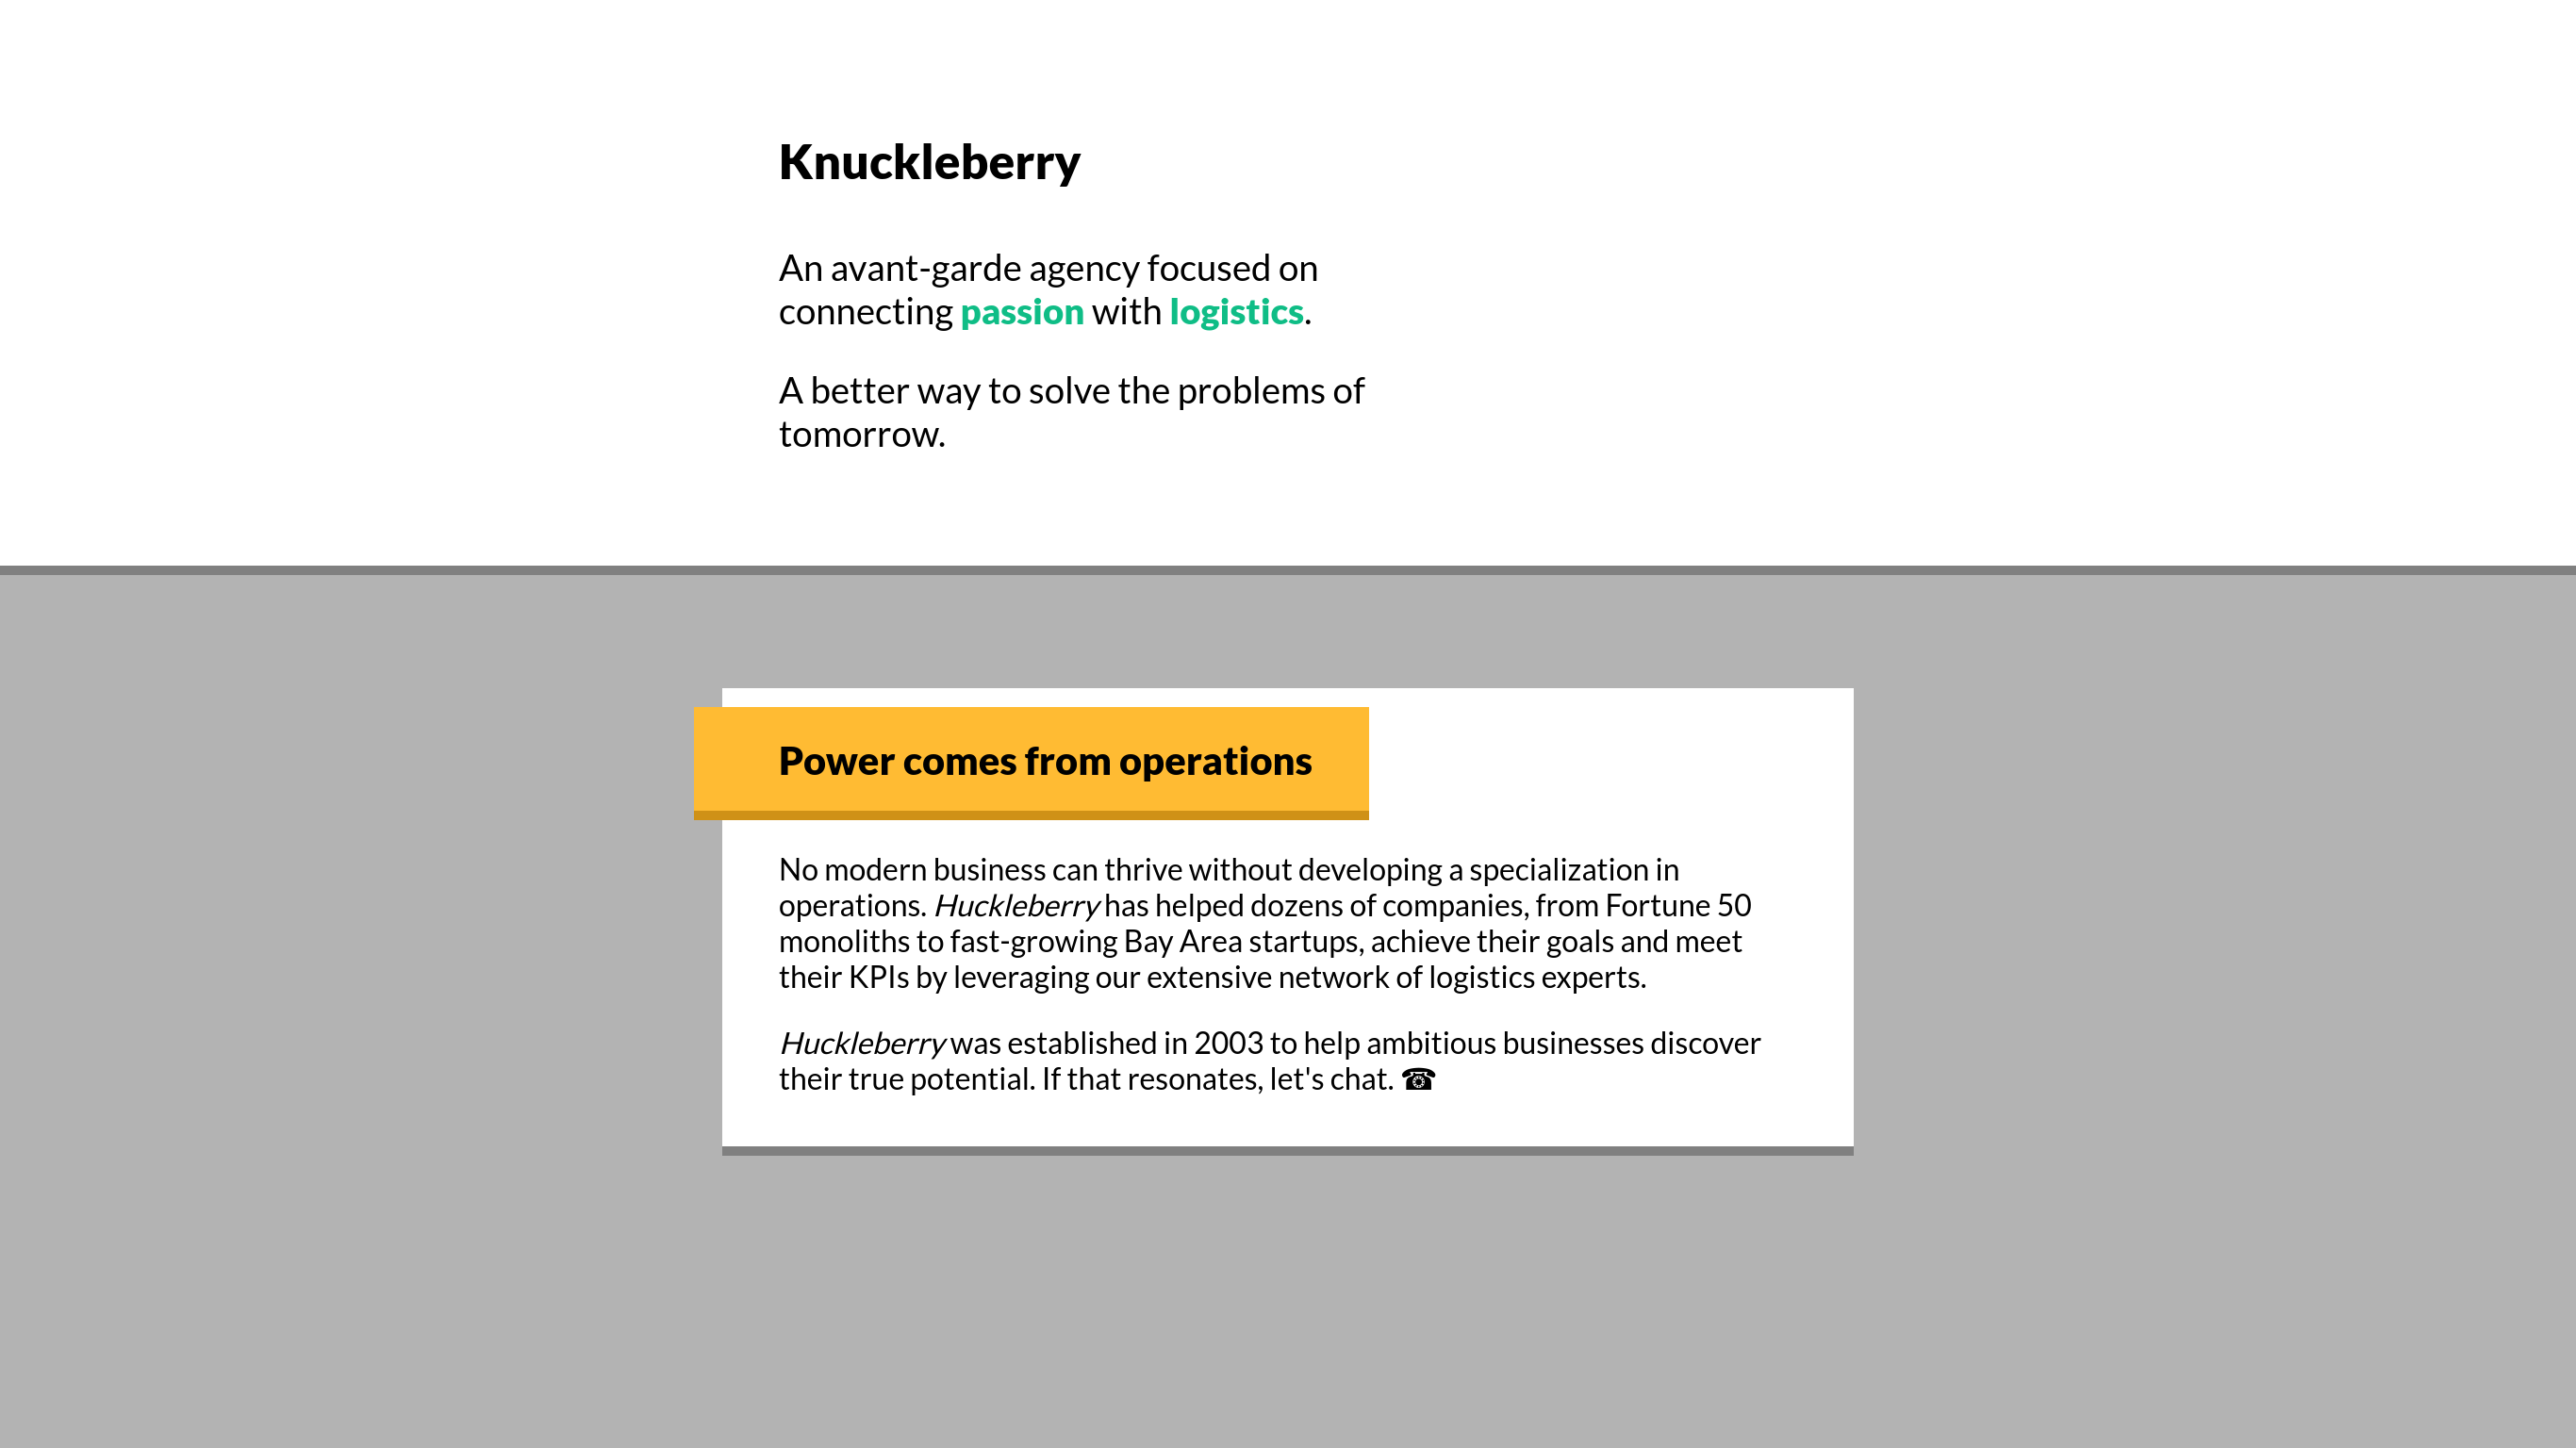 Knuckleberry
An avant-garde agency focused on
connecting passion with logistics.
A better way to solve the problems of
tomorrow.
Power comes from operations
No modern business can thrive without developing a specialization in
operations. Huckleberry has helped dozens of companies, from Fortune 50
monoliths to fast-growing Bay Area startups, achieve their goals and meet
their KPIs by leveraging our extensive network of logistics experts.
Huckleberry was established in 2003 to help ambitious businesses discover
their true potential. If that resonates, let's chat. ☎